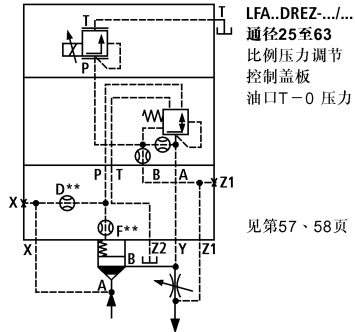 T
T
LFA..DREZ-.../...
通径25至63
比例压力调节
控制盖板
油口T－0 压力
P
P T B A
Z1
D**
X
F**
见第57、58页
X
B
Z2
Y
Z1
A